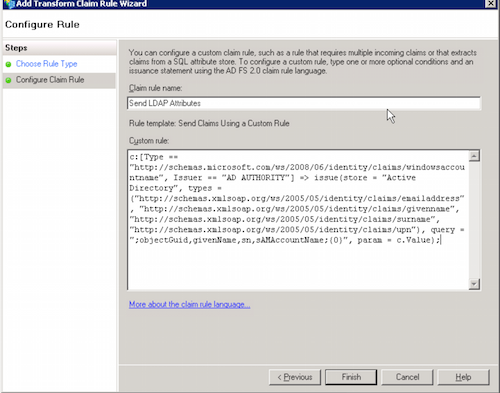 Add Transform Claim Rule Wizard
Configure Rule
Steps
Choose Rule Type
Configure Claim Rule
You can configure a custom claim rule, such as a rule that requires multiple incoming claims or that extracts
claims from a SQL attribute store. To configure a custom rule, type one or more optional conditions and an
issuance statement using the AD FS 2.0 claim rule language.
Claim rule name:
Send LDAP Attributes
Rule template: Send Claims Using a Custom Rule
Custom rule:
c:[Type ==
"http://schemas.microsoft.com/ws/2008/06/identity/claims/windowsaccou
ntname", Issuer == "AD AUTHORITY"] => issue(store = "Active
Directory", types =
("http://schemas.xmlsoap.org/ws/2005/05/identity/claims/emailaddress"
, "http://schemas.xmlsoap.org/ws/2005/05/identity/claims/givenname",
"http://schemas.xmlsoap.org/ws/2005/05/identity/claims/surname",
"http://schemas.xmlsoap.org/ws/2005/05/identity/claims/upn"), query =
";objectGuid,givenName,sn,sAMAccountName;{0}", param = c.Value);
More about the claim rule language...
< Previous
Finish
Cancel
Help